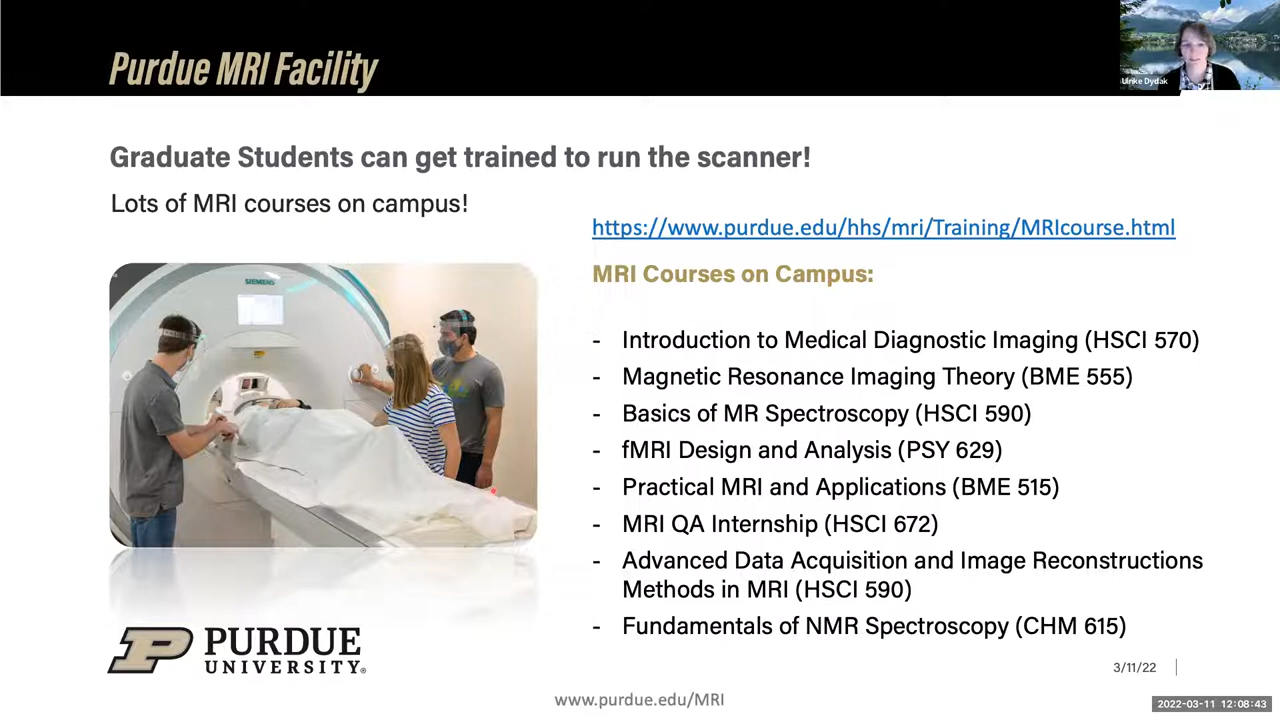 Purdue MRI Facility
Ulrike Dydak
Graduate Students can get trained to run the scanner!
Lots of MRI courses on campus!
https://www.purdue.edu/hhs/mri/Training/MRIcourse.html
MRI Courses on Campus:
SIEMENS
- Introduction to Medical Diagnostic Imaging (HSCI 570)
- Magnetic Resonance Imaging Theory (BME 555)
- Basics of MR Spectroscopy (HSCI 590)
- fMRI Design and Analysis (PSY 629)
- Practical MRI and Applications (BME 515)
- MRI QA Internship (HSCI 672)
- Advanced Data Acquisition and Image Reconstructions
Methods in MRI (HSCI 590)
- Fundamentals of NMR Spectroscopy (CHM 615)
PURDUE
UNIVERSITY®
3/11/22
www.purdue.edu/MRI
2022-03-11 12:08:43